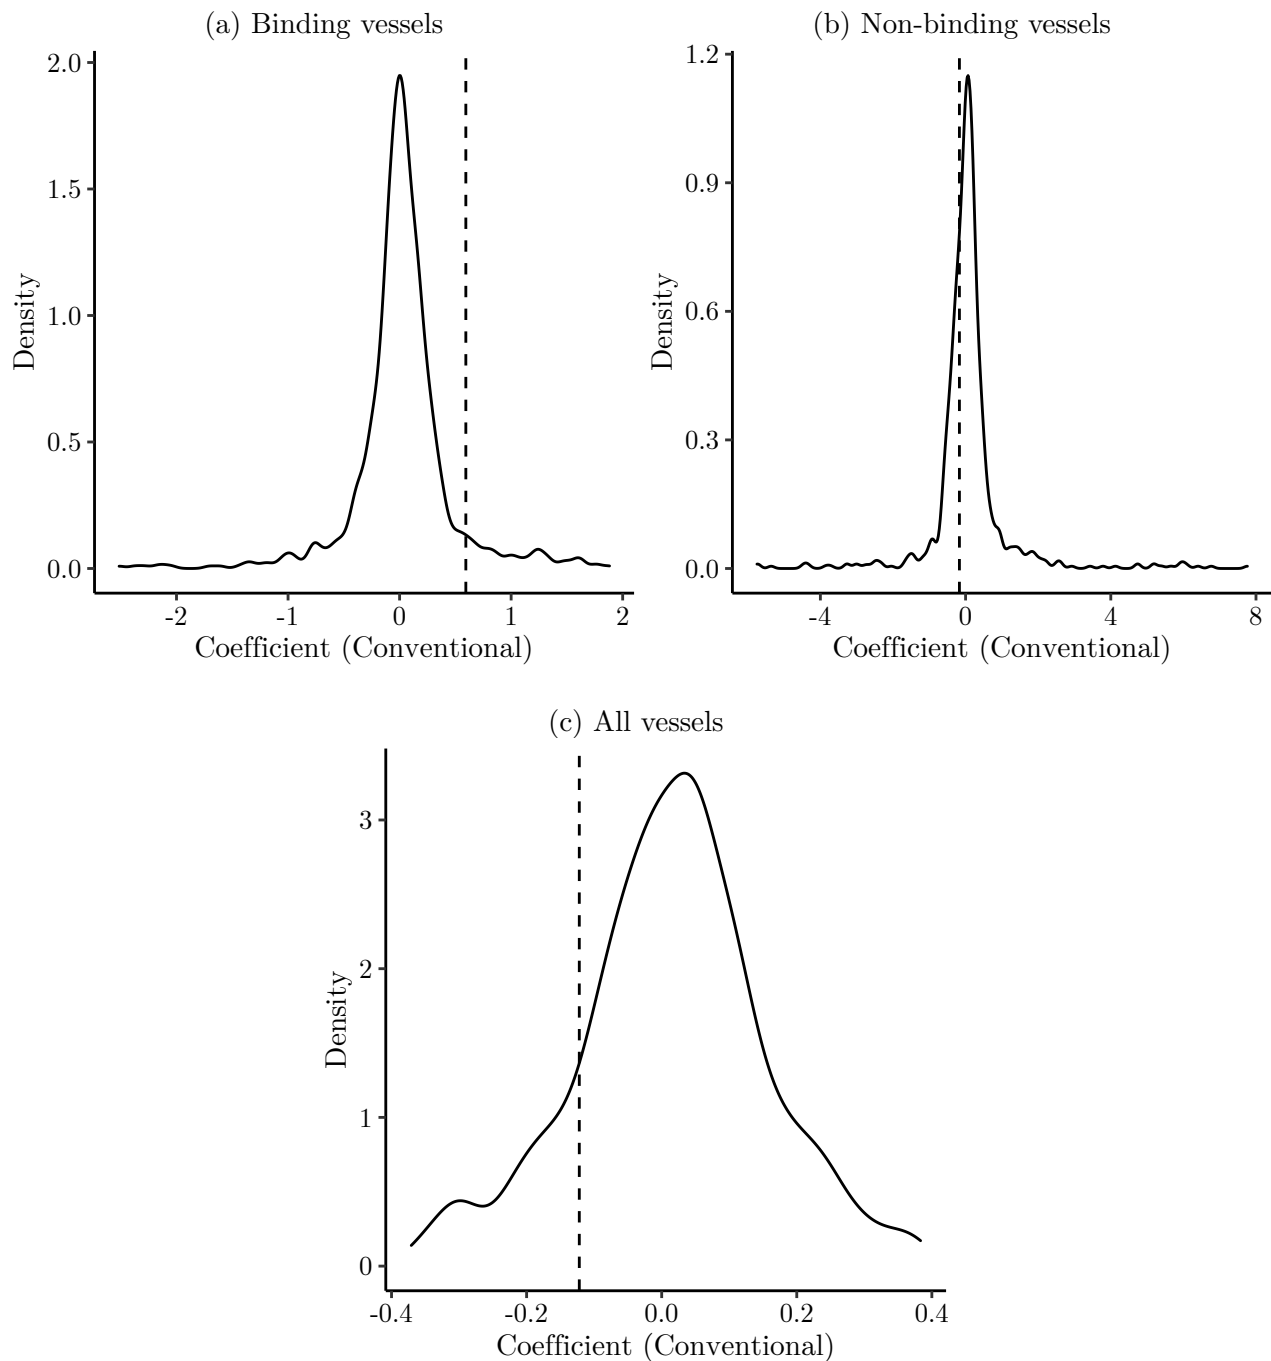 (a) Binding vessels
2.0
1.5
1.0
0.5
0.0
Density
-2 -1 0 1 2
Coefficient (Conventional)
(b) Non-binding vessels
1.2
0.9
0.6
0.3
0.0
Density
-4 0 4 8
Coefficient (Conventional)
(c) All vessels
3
2
1
0
Density
-0.4 -0.2 0.0 0.2 0.4
Coefficient (Conventional)